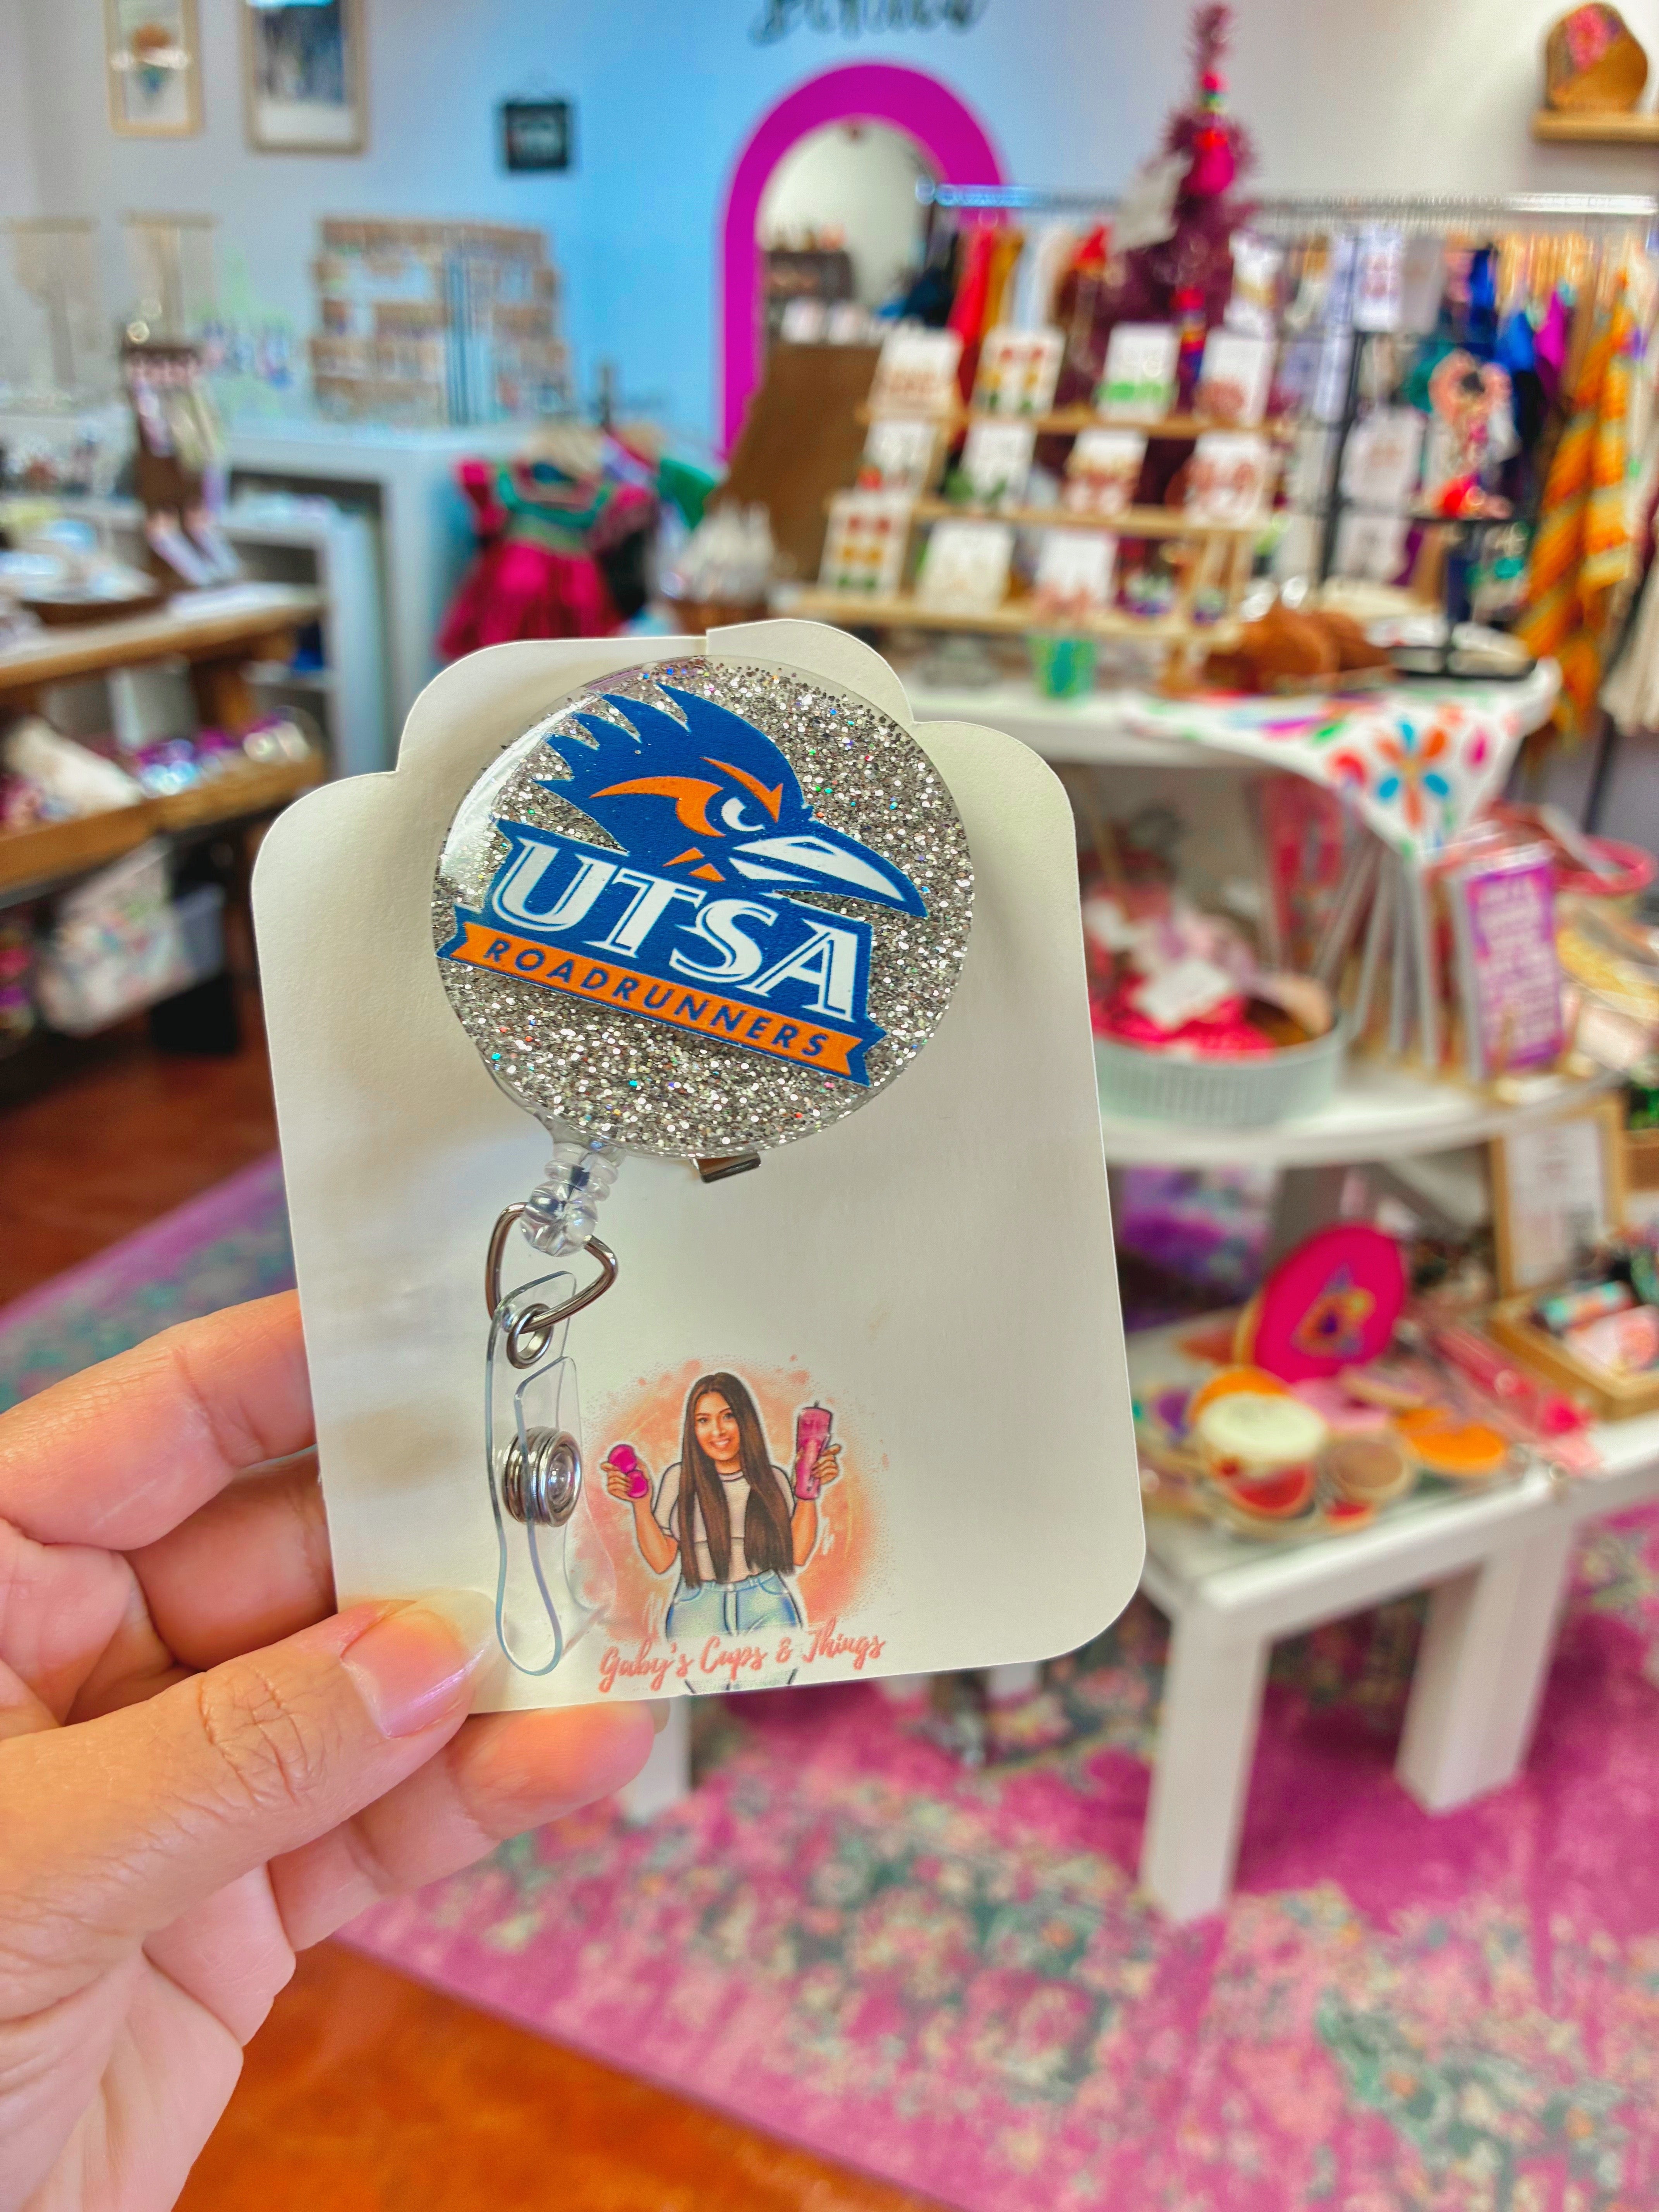 UTSA
ROADRUNNERS
Gaby's Cups & Things